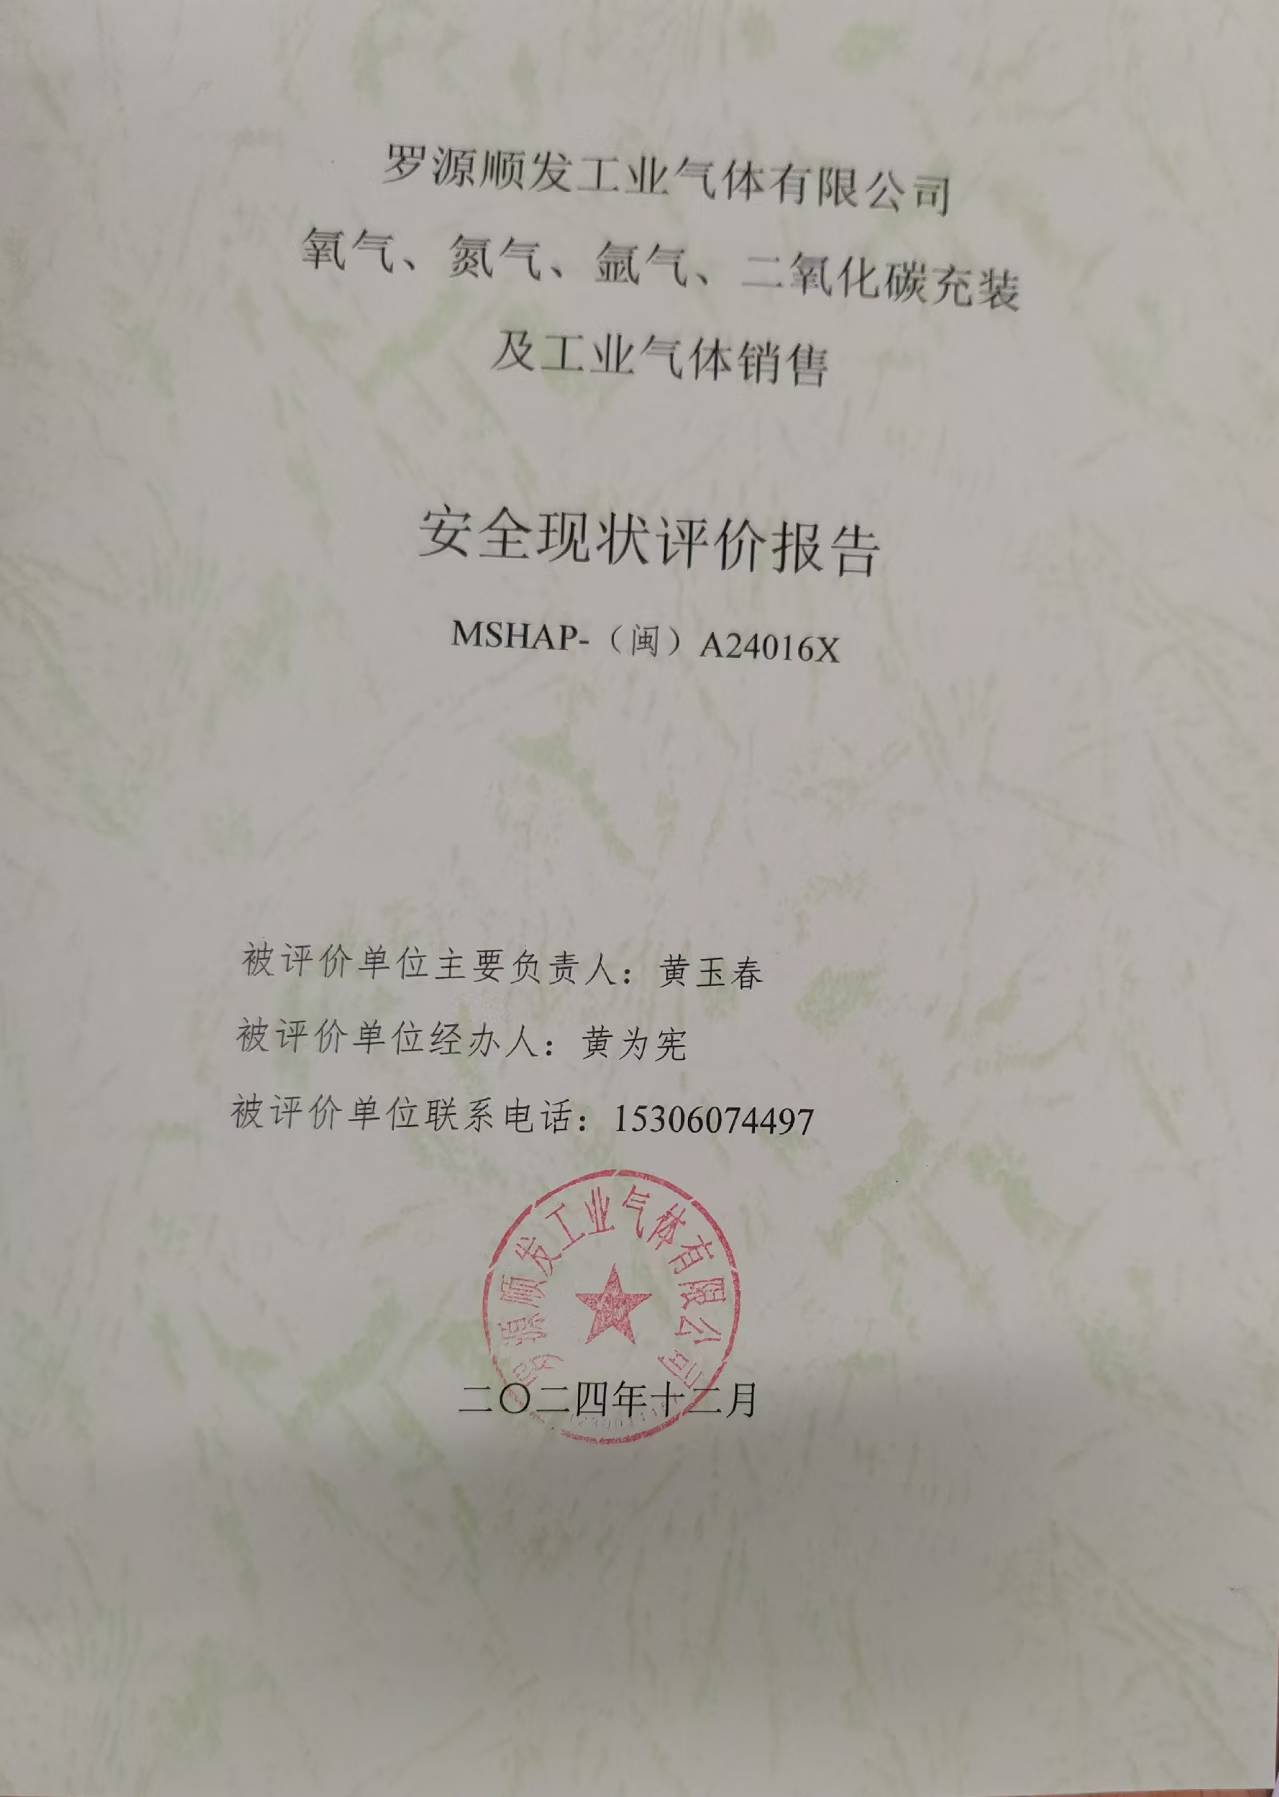 罗源顺发工业气体有限公司
氧气、氮气、氩气、二氧化碳充装
及工业气体销售
安全现状评价报告
MSHAP-（闽）A24016X
被评价单位主要负责人：黄玉春
被评价单位经办人：黄为宪
被评价单位联系电话：15306074497
罗源顺发工业气体有限公司
二〇二四年十二月